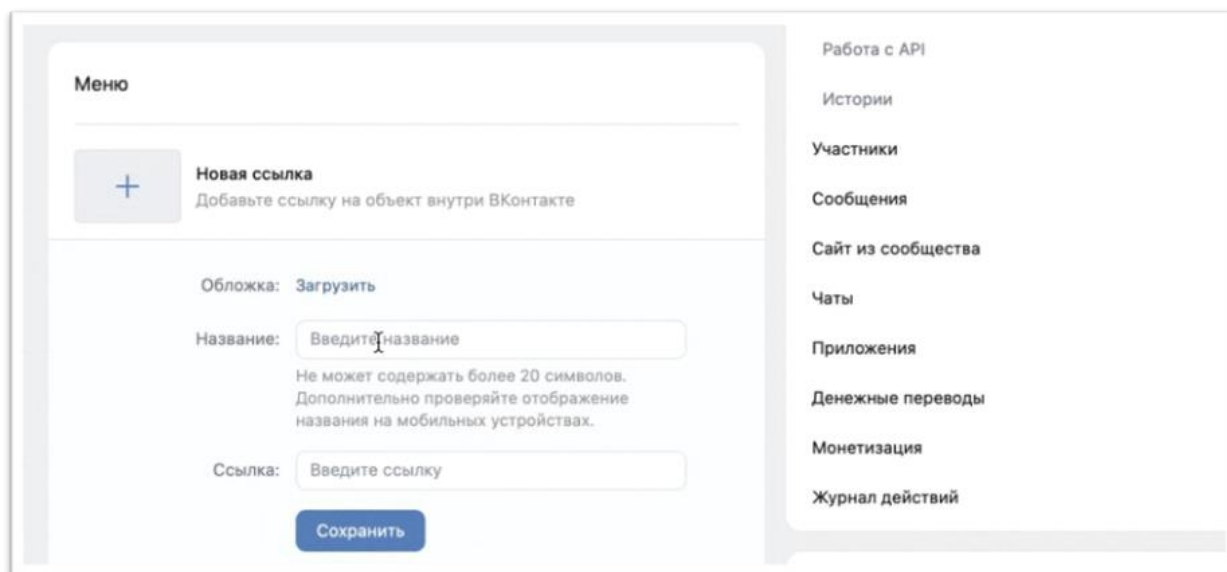 Меню
Новая ссылка
Добавьте ссылку на объект внутри ВКонтакте
Обложка: Загрузить
Название: Введите название
Не может содержать более 20 символов.
Дополнительно проверяйте отображение
названия на мобильных устройствах.
Ссылка: Введите ссылку
Сохранить
Работа с API
Истории
Участники
Сообщения
Сайт из сообщества
Чаты
Приложения
Денежные переводы
Монетизация
Журнал действий